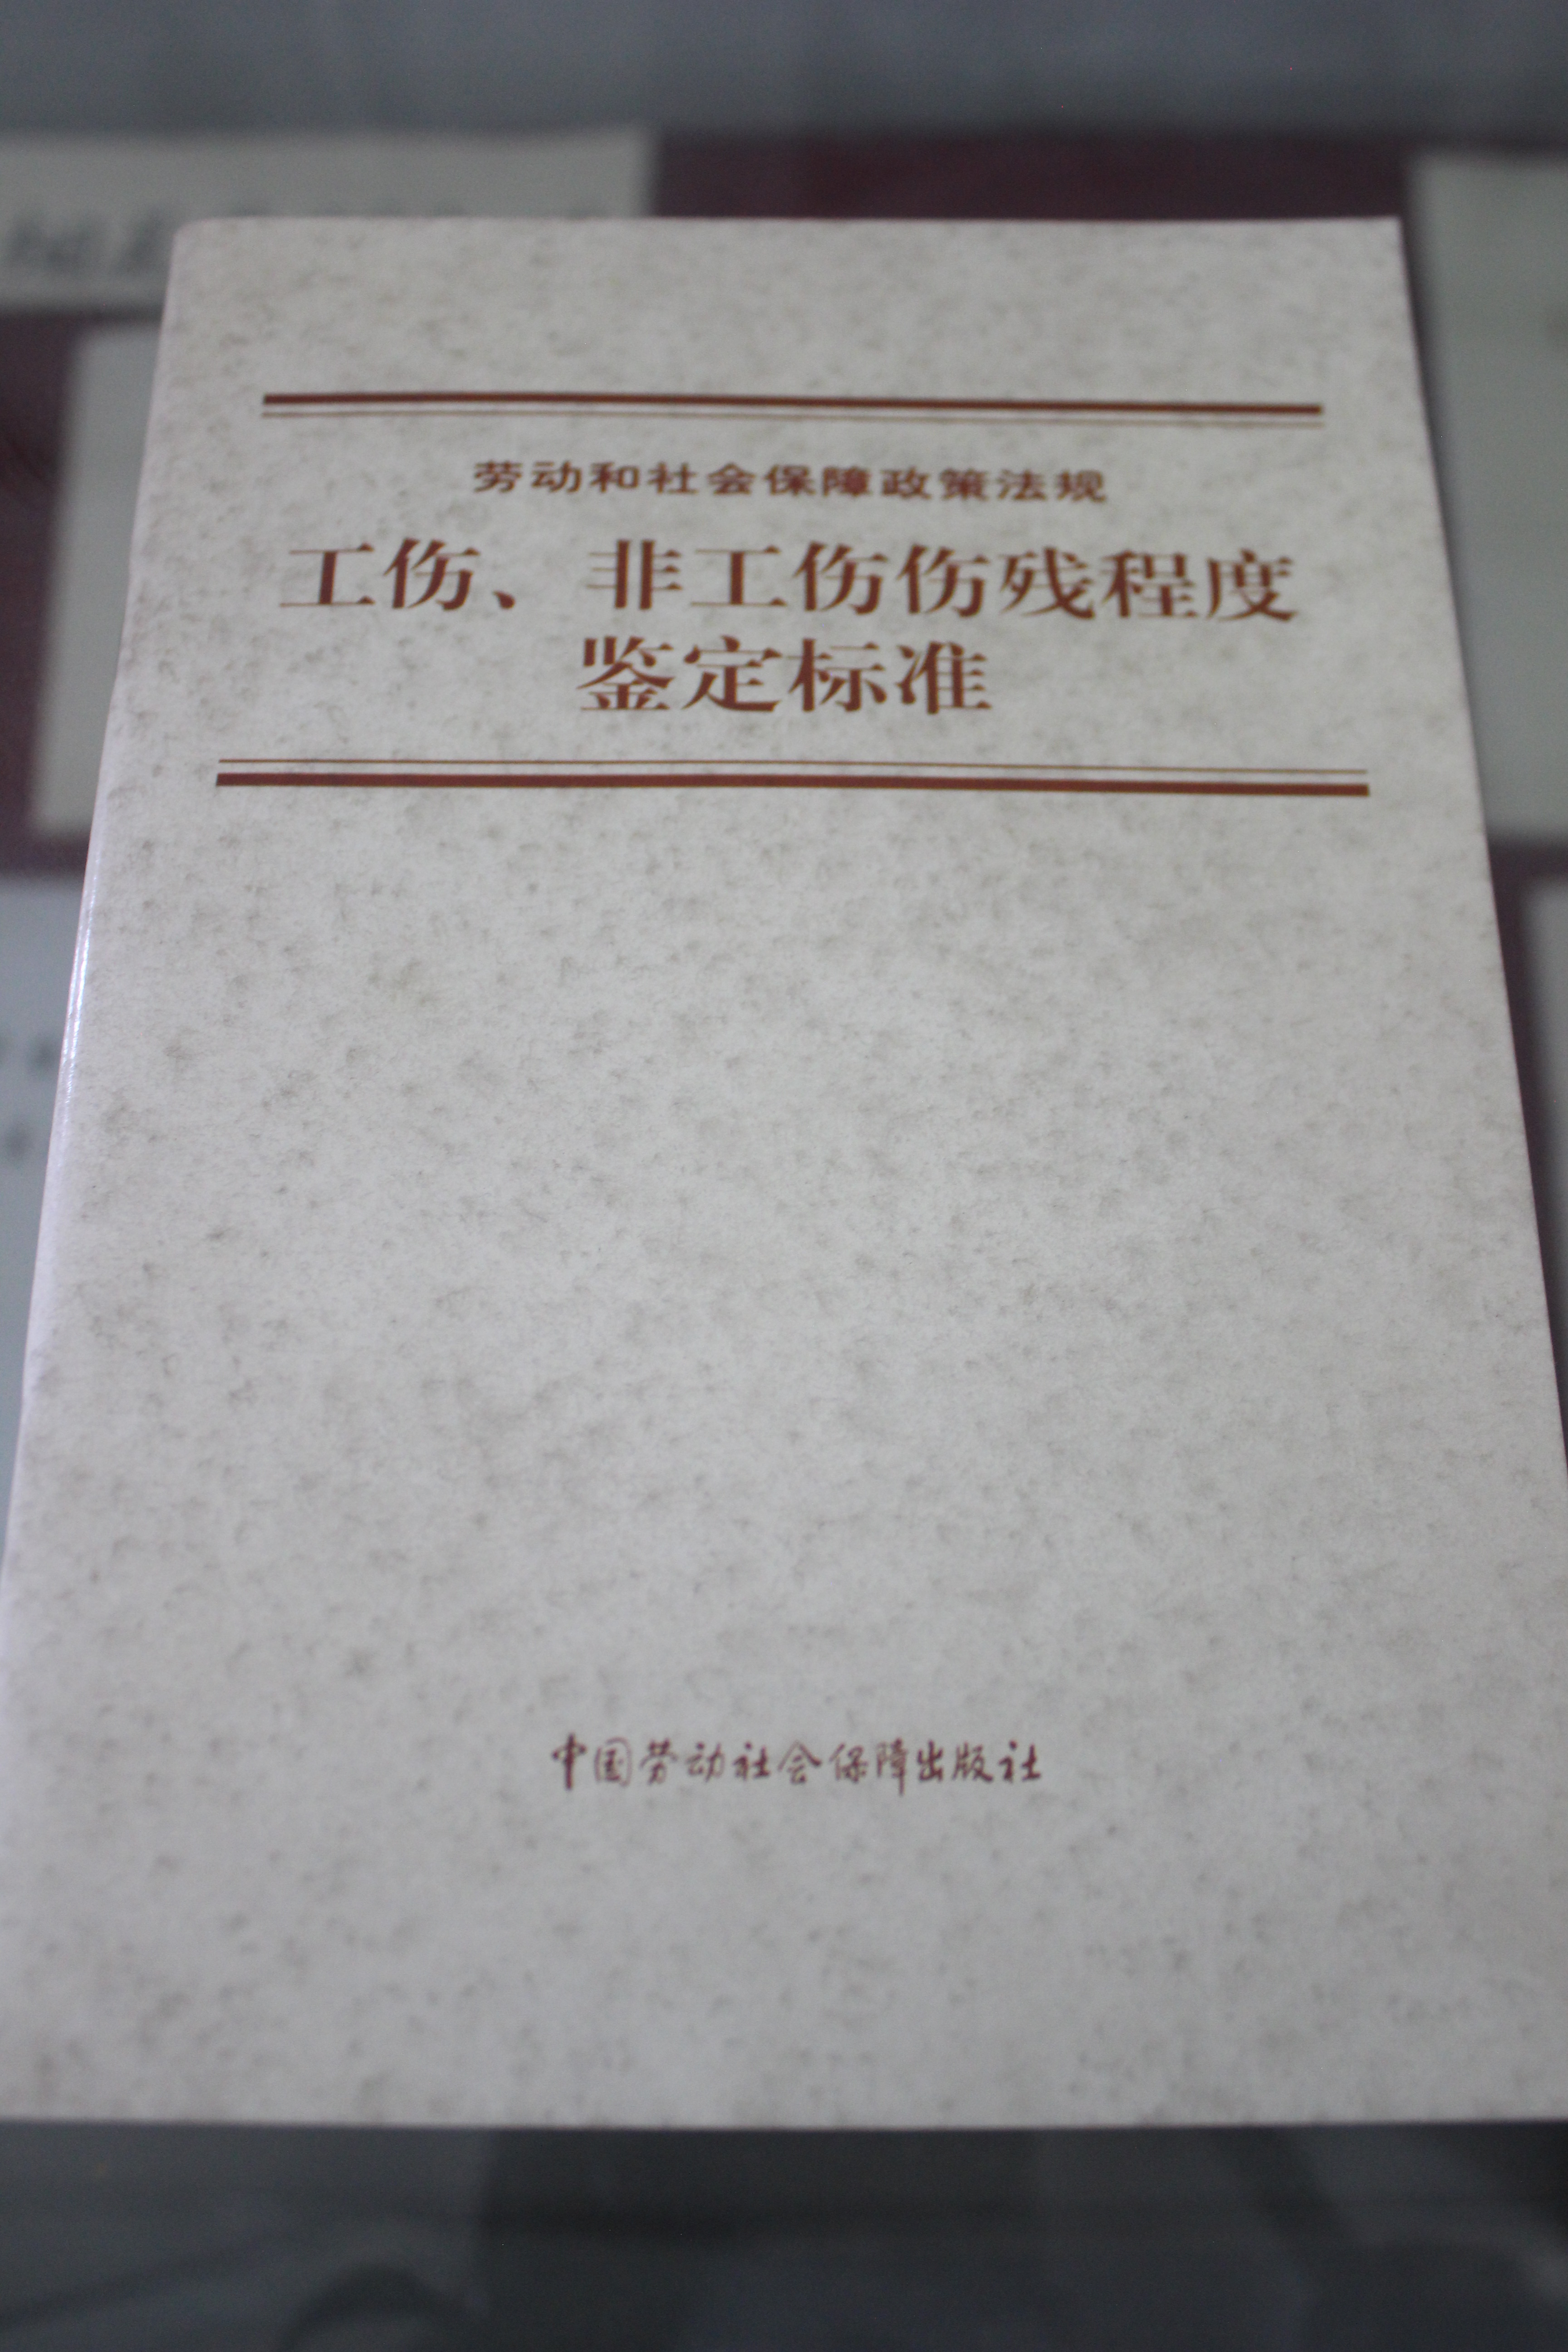 劳动和社会保障政策法规
工伤、非工伤伤残程度
鉴定标准
中国劳动社会保障出版社